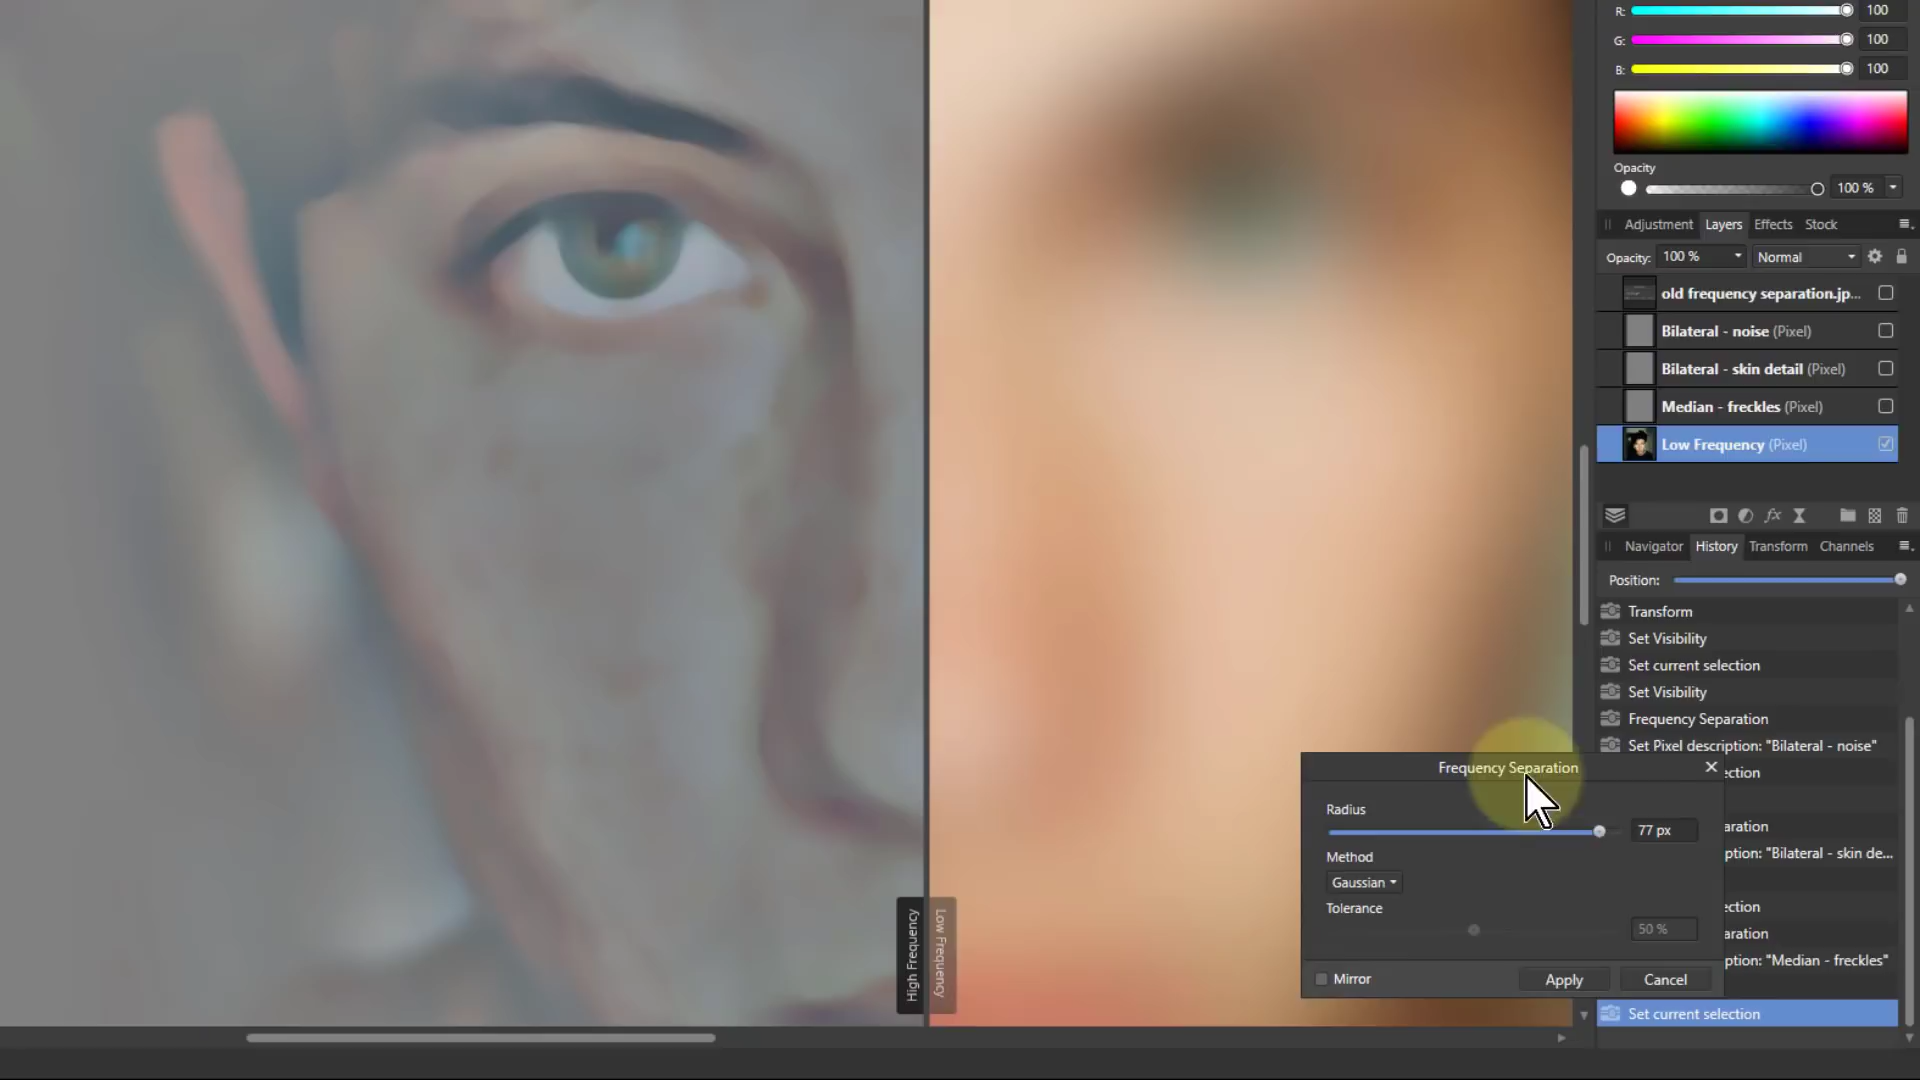 R: 100
G: 100
B: 100
Opacity
100 %
Adjustment Layers Effects Stock
Opacity: 100 % Normal
old frequency separation.jp...
Bilateral - noise (Pixel)
Bilateral - skin detail (Pixel)
Median - freckles (Pixel)
Low Frequency (Pixel)
fx
Navigator History Transform Channels
Position:
Transform
Set Visibility
Set current selection
Set Visibility
Frequency Separation
Set Pixel description: "Bilateral - noise"
ection
aration
ption: "Bilateral - skin de...
ection
aration
ption: "Median - freckles"
Set current selection
Frequency Separation
Radius
77 px
Method
Gaussian
Tolerance
50 %
Mirror Apply Cancel
High Frequency
Low Frequency